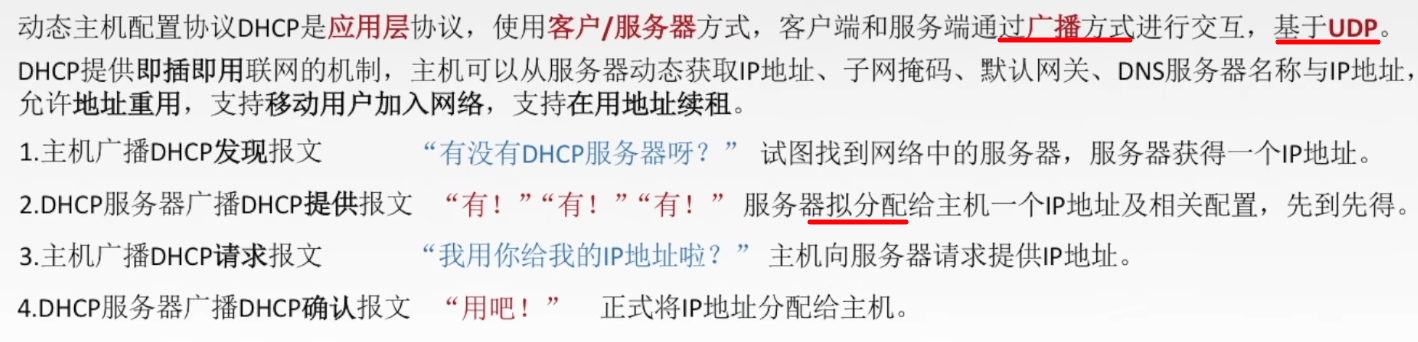 动态主机配置协议DHCP是应用层协议，使用客户/服务器方式，客户端和服务端通过广播方式进行交互，基于UDP。
DHCP提供即插即用联网的机制，主机可以从服务器动态获取IP地址、子网掩码、默认网关、DNS服务器名称与IP地址，
允许地址重用，支持移动用户加入网络，支持在用地址续租。
1.主机广播DHCP发现报文 “有没有DHCP服务器呀？” 试图找到网络中的服务器，服务器获得一个IP地址。
2.DHCP服务器广播DHCP提供报文 “有！”“有！”“有！” 服务器拟分配给主机一个IP地址及相关配置，先到先得。
3.主机广播DHCP请求报文 “我用你给我的IP地址啦？” 主机向服务器请求提供IP地址。
4.DHCP服务器广播DHCP确认报文 “用吧！” 正式将IP地址分配给主机。